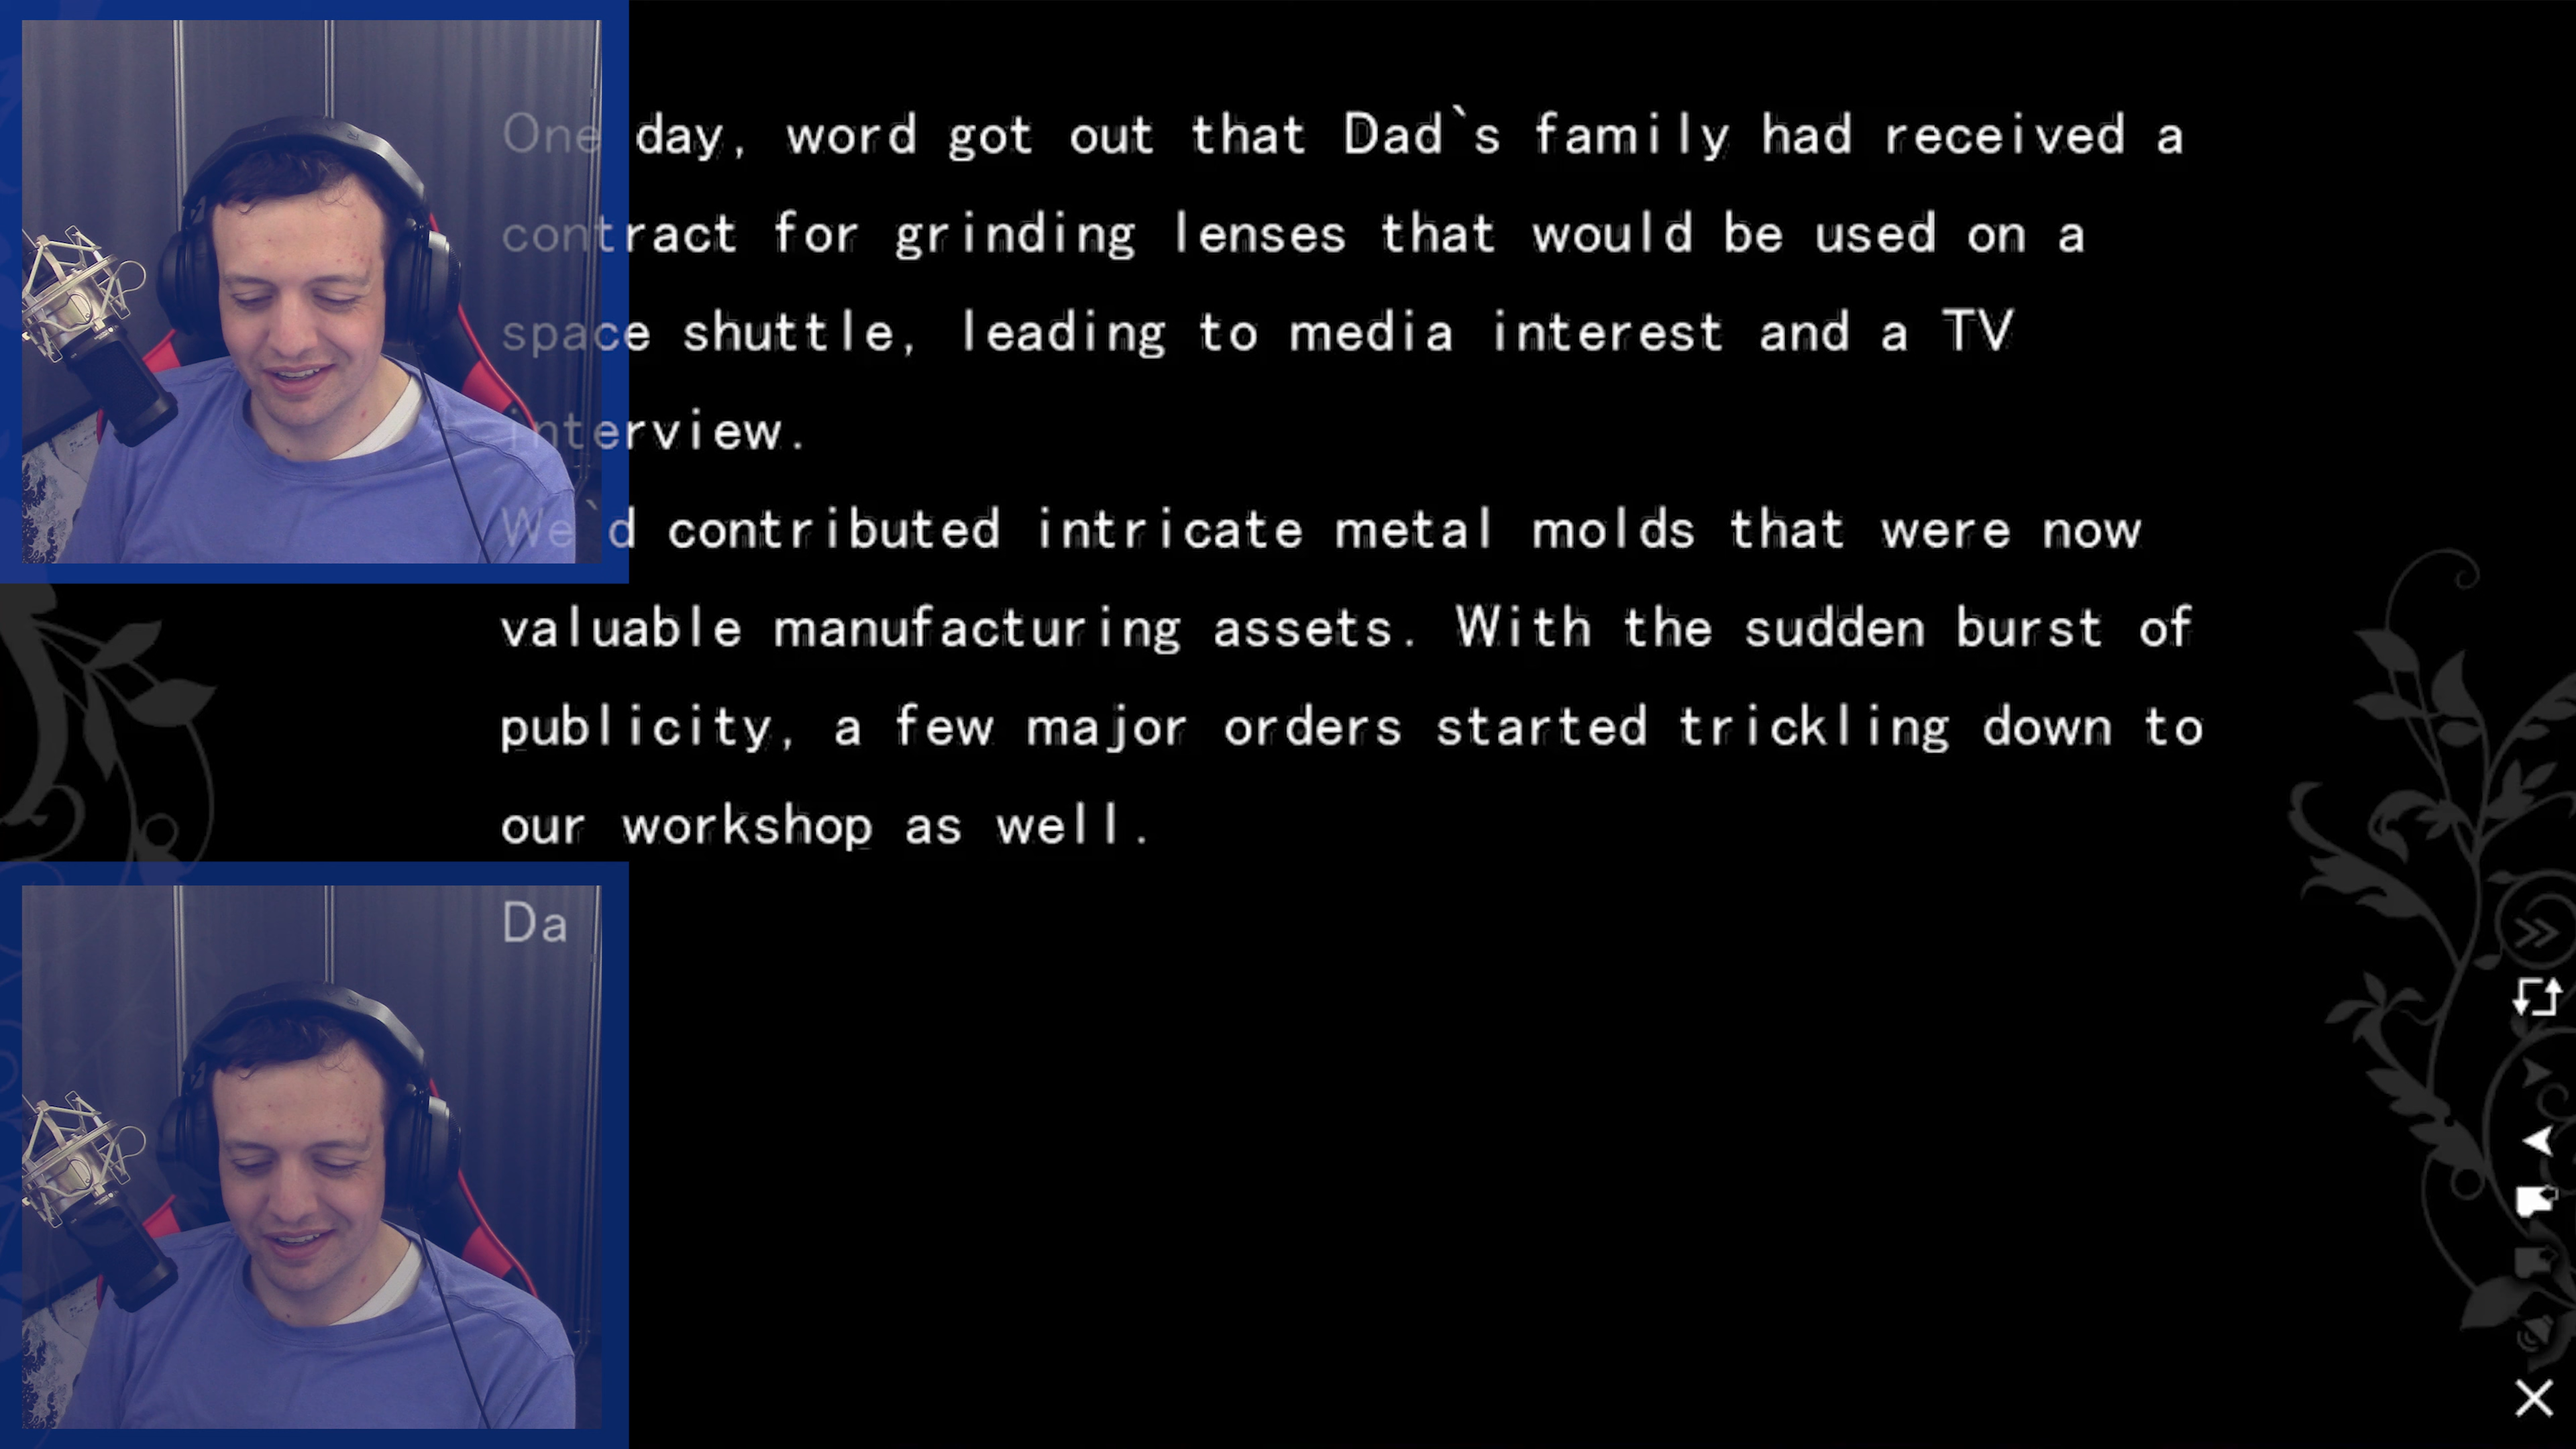 One day, word got out that Dad`s family had received a
contract for grinding lenses that would be used on a
space shuttle, leading to media interest and a TV
interview.
We`d contributed intricate metal molds that were now
valuable manufacturing assets. With the sudden burst of
publicity, a few major orders started trickling down to
our workshop as well.
Da